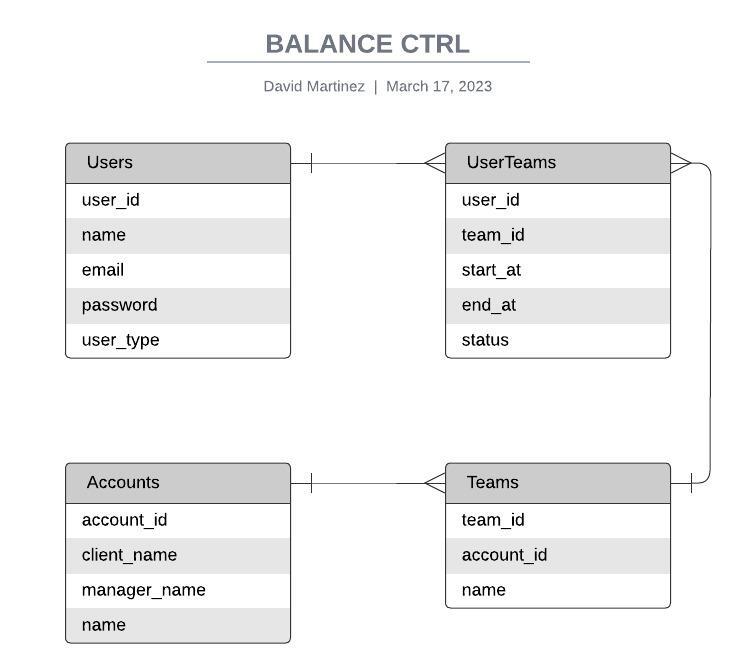 BALANCE CTRL
David Martinez | March 17, 2023
Users
user_id
name
email
password
user_type
UserTeams
user_id
team_id
start_at
end_at
status
Accounts
account_id
client_name
manager_name
name
Teams
team_id
account_id
name